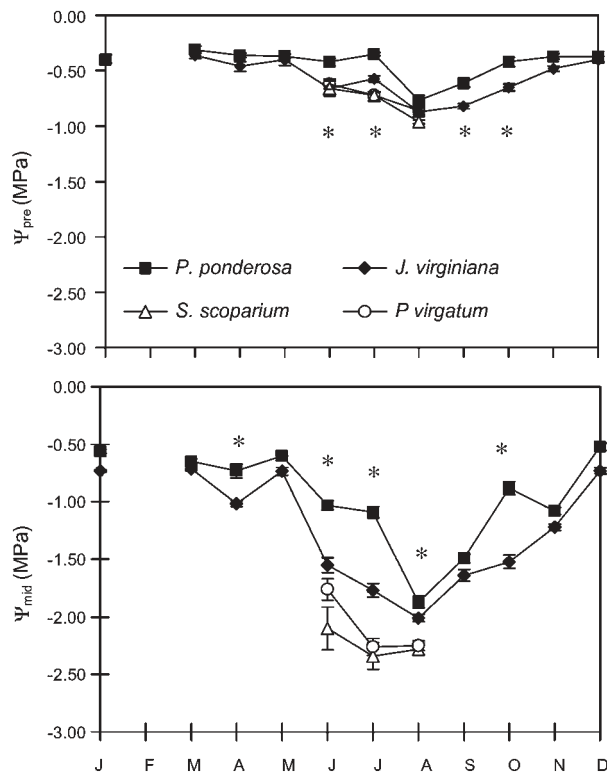 0.00
-0.50
-1.00
-1.50
-2.00
-2.50
-3.00
Ψpre (MPa)
* * * *
P. ponderosa J. virginiana
S. scoparium P virgatum
0.00
-0.50
-1.00
-1.50
-2.00
-2.50
-3.00
Ψmid (MPa)
* * * * *
J F M A M J J A S O N D